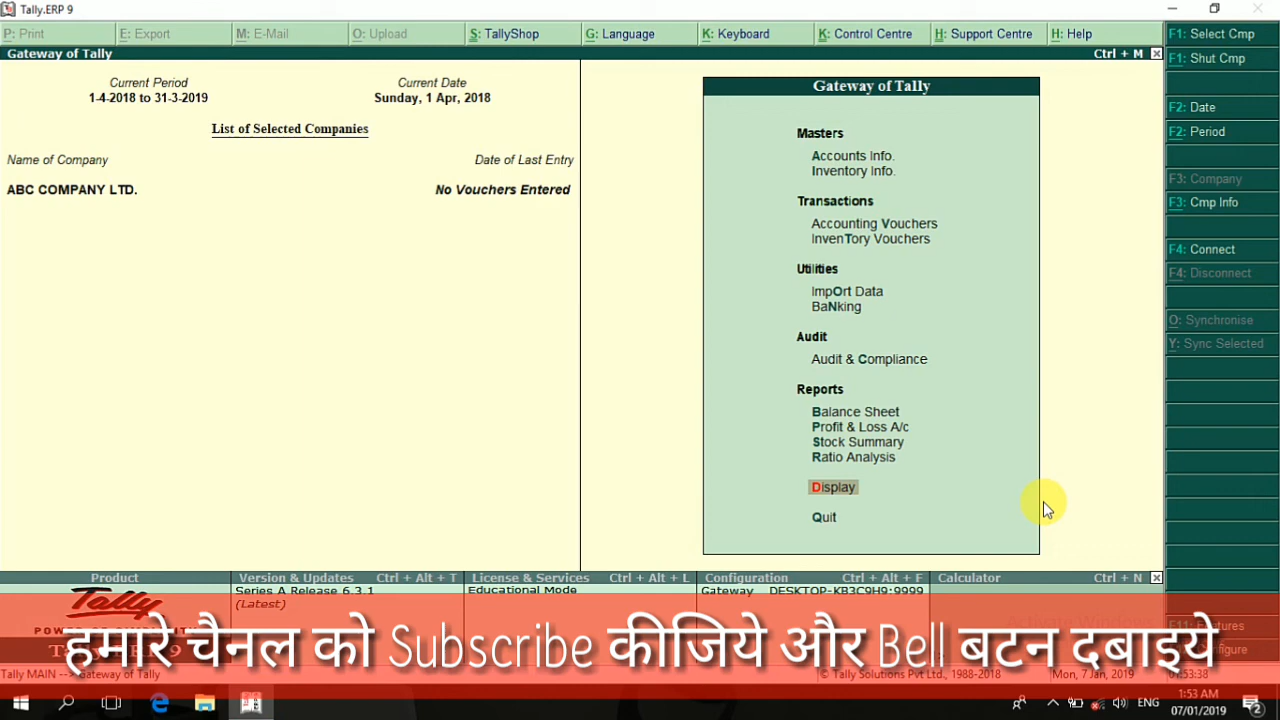 Tally.ERP 9
P: Print
E: Export
M: E-Mail
O: Upload
S: TallyShop
G: Language
K: Keyboard
K: Control Centre
H: Support Centre
H: Help
Gateway of Tally
Ctrl + M
Current Period
1-4-2018 to 31-3-2019
Current Date
Sunday, 1 Apr, 2018
List of Selected Companies
Name of Company
Date of Last Entry
ABC COMPANY LTD.
No Vouchers Entered
Gateway of Tally
Masters
Accounts Info.
Inventory Info.
Transactions
Accounting Vouchers
InvenTory Vouchers
Utilities
ImpOrt Data
BaNking
Audit
Audit & Compliance
Reports
Balance Sheet
Profit & Loss A/c
Stock Summary
Ratio Analysis
Display
Quit
F1: Select Cmp
F1: Shut Cmp
F2: Date
F2: Period
F3: Company
F3: Cmp Info
F4: Connect
F4: Disconnect
O: Synchronise
Y: Sync Selected
Product
Version & Updates Ctrl + Alt + T
License & Services Ctrl + Alt + L
Configuration Ctrl + Alt + F
Calculator Ctrl + N
Tally
Series A Release 6.3.1
(Latest)
Educational Mode
Gateway DESKTOP-KB3C9H9:9999
हमारे चैनल को Subscribe कीजिये और Bell बटन दबाइये
Tally MAIN --> Gateway of Tally
© Tally Solutions Pvt Ltd., 1988-2018
Mon, 7 Jan, 2019
01:53:38
ENG
1:53 AM
07/01/2019
2